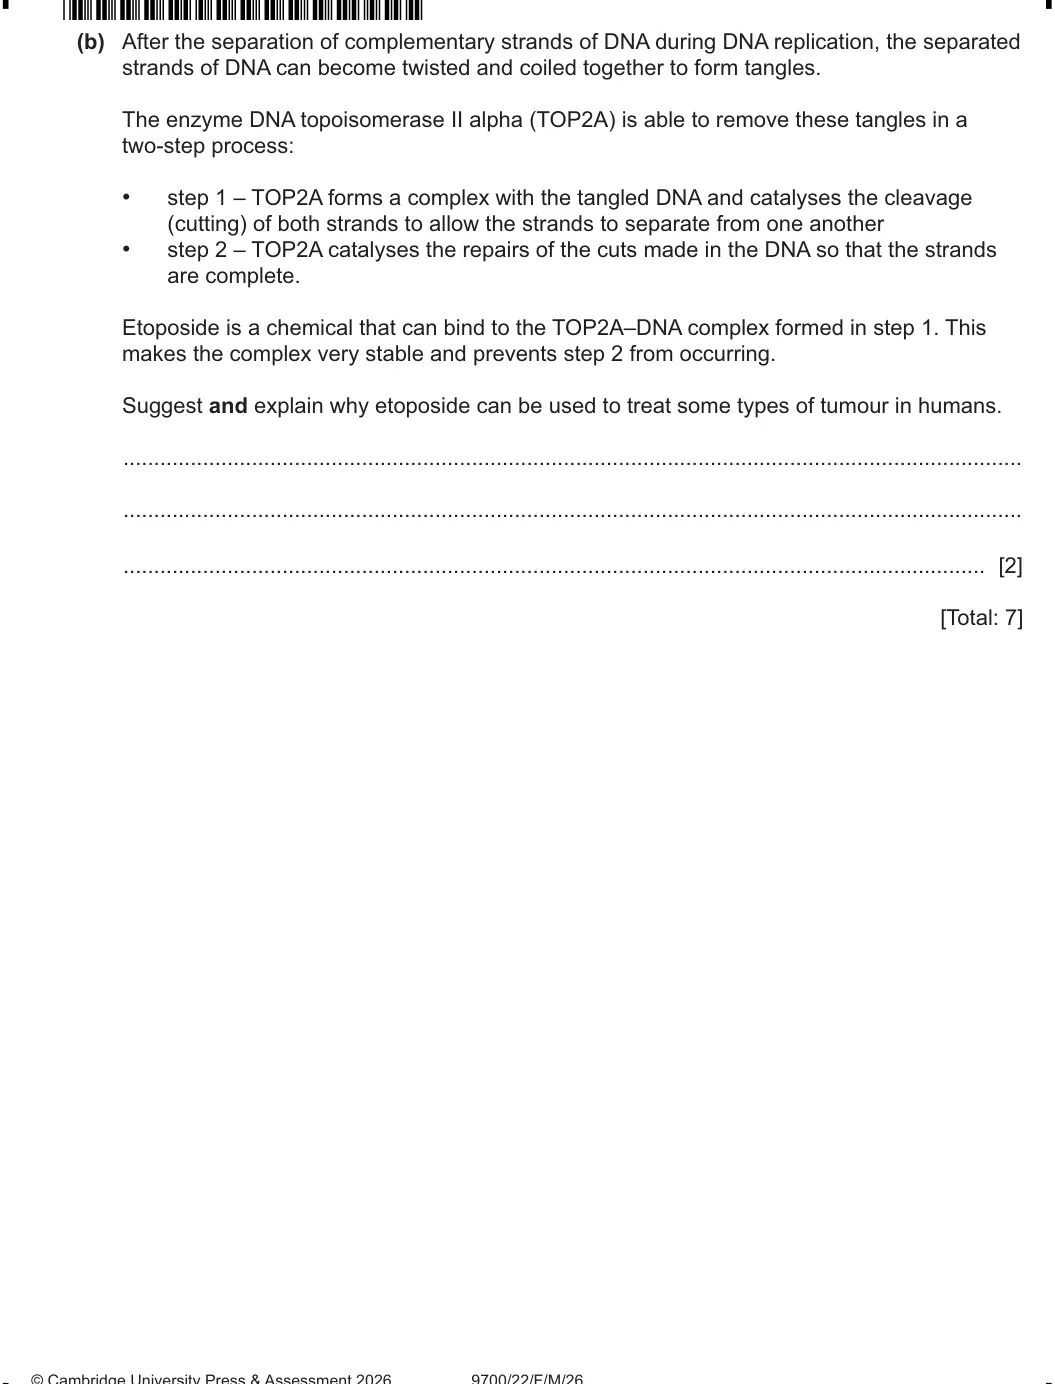 (b) After the separation of complementary strands of DNA during DNA replication, the separated
strands of DNA can become twisted and coiled together to form tangles.
The enzyme DNA topoisomerase II alpha (TOP2A) is able to remove these tangles in a
two-step process:
• step 1 – TOP2A forms a complex with the tangled DNA and catalyses the cleavage
(cutting) of both strands to allow the strands to separate from one another
• step 2 – TOP2A catalyses the repairs of the cuts made in the DNA so that the strands
are complete.
Etoposide is a chemical that can bind to the TOP2A–DNA complex formed in step 1. This
makes the complex very stable and prevents step 2 from occurring.
Suggest and explain why etoposide can be used to treat some types of tumour in humans.
[2]
[Total: 7]
© Cambridge University Press & Assessment 2026 9700/22/F/M/26